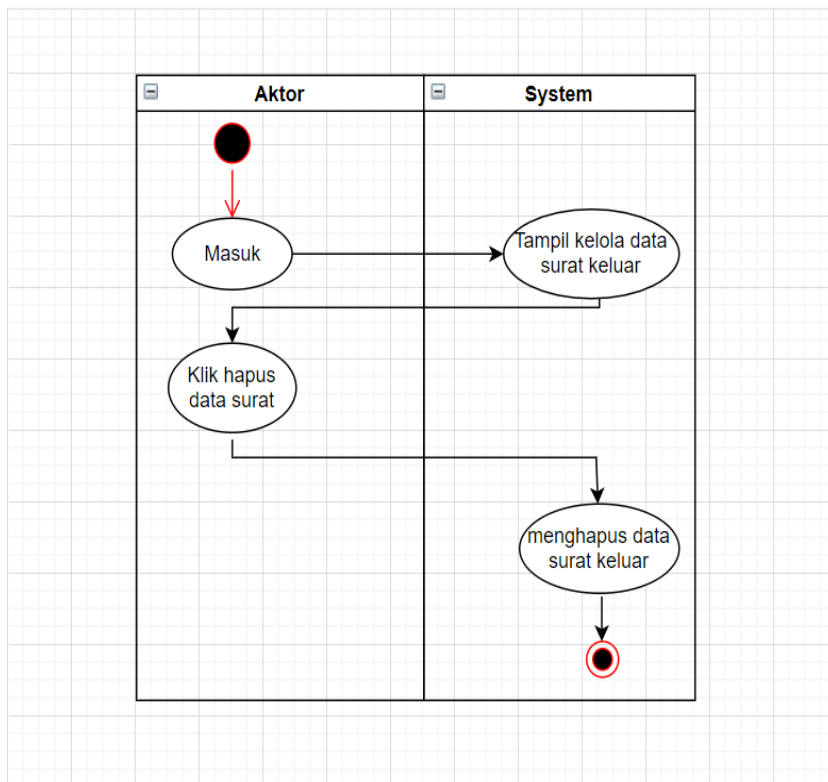 Aktor
System
Masuk
Tampil kelola data
surat keluar
Klik hapus
data surat
menghapus data
surat keluar